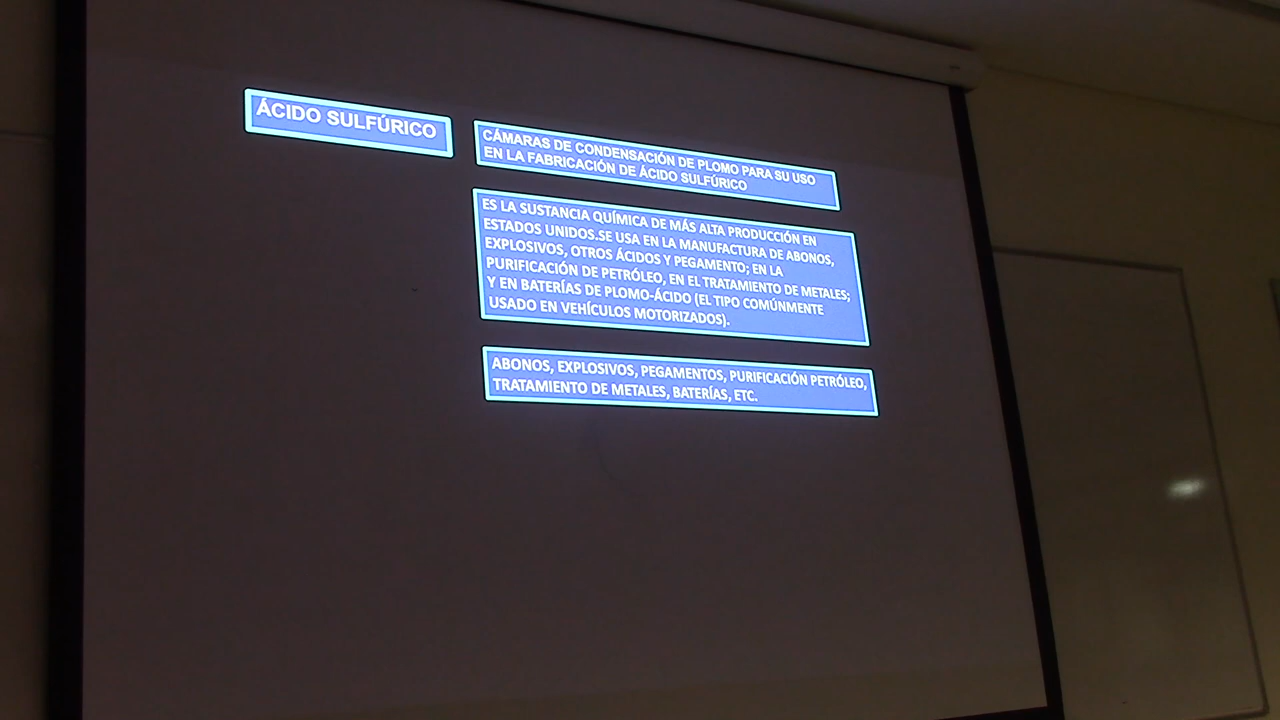 ÁCIDO SULFÚRICO
CÁMARAS DE CONDENSACIÓN DE PLOMO PARA SU USO
EN LA FABRICACIÓN DE ÁCIDO SULFÚRICO
ES LA SUSTANCIA QUÍMICA DE MÁS ALTA PRODUCCIÓN EN
ESTADOS UNIDOS.SE USA EN LA MANUFACTURA DE ABONOS,
EXPLOSIVOS, OTROS ÁCIDOS Y PEGAMENTO; EN LA
PURIFICACIÓN DE PETRÓLEO, EN EL TRATAMIENTO DE METALES;
Y EN BATERÍAS DE PLOMO-ÁCIDO (EL TIPO COMÚNMENTE
USADO EN VEHÍCULOS MOTORIZADOS).
ABONOS, EXPLOSIVOS, PEGAMENTOS, PURIFICACIÓN PETRÓLEO,
TRATAMIENTO DE METALES, BATERÍAS, ETC.